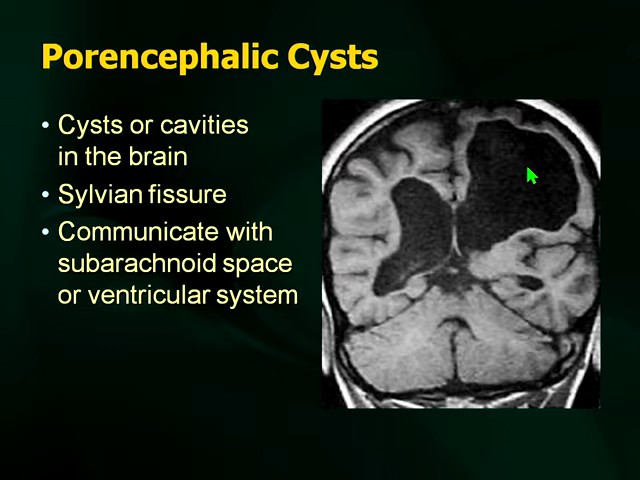 Porencephalic Cysts
• Cysts or cavities
in the brain
• Sylvian fissure
• Communicate with
subarachnoid space
or ventricular system